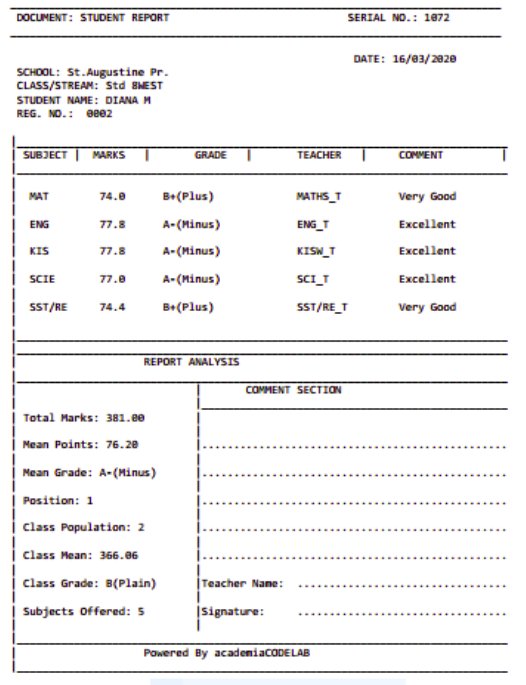 DOCUMENT: STUDENT REPORT SERIAL NO.: 1072
DATE: 16/03/2020
SCHOOL: St.Augustine Pr.
CLASS/STREAM: Std 8WEST
STUDENT NAME: DIANA M
REG. NO.: 0002
SUBJECT | MARKS | GRADE | TEACHER | COMMENT |
MAT 74.0 B+(Plus) MATHS_T Very Good
ENG 77.8 A-(Minus) ENG_T Excellent
KIS 77.8 A-(Minus) KISW_T Excellent
SCIE 77.0 A-(Minus) SCI_T Excellent
SST/RE 74.4 B+(Plus) SST/RE_T Very Good
REPORT ANALYSIS
COMMENT SECTION
Total Marks: 381.00
Mean Points: 76.20
Mean Grade: A-(Minus)
Position: 1
Class Population: 2
Class Mean: 366.06
Class Grade: B(Plain) Teacher Name:
Subjects Offered: 5 Signature:
Powered By academiaCODELAB